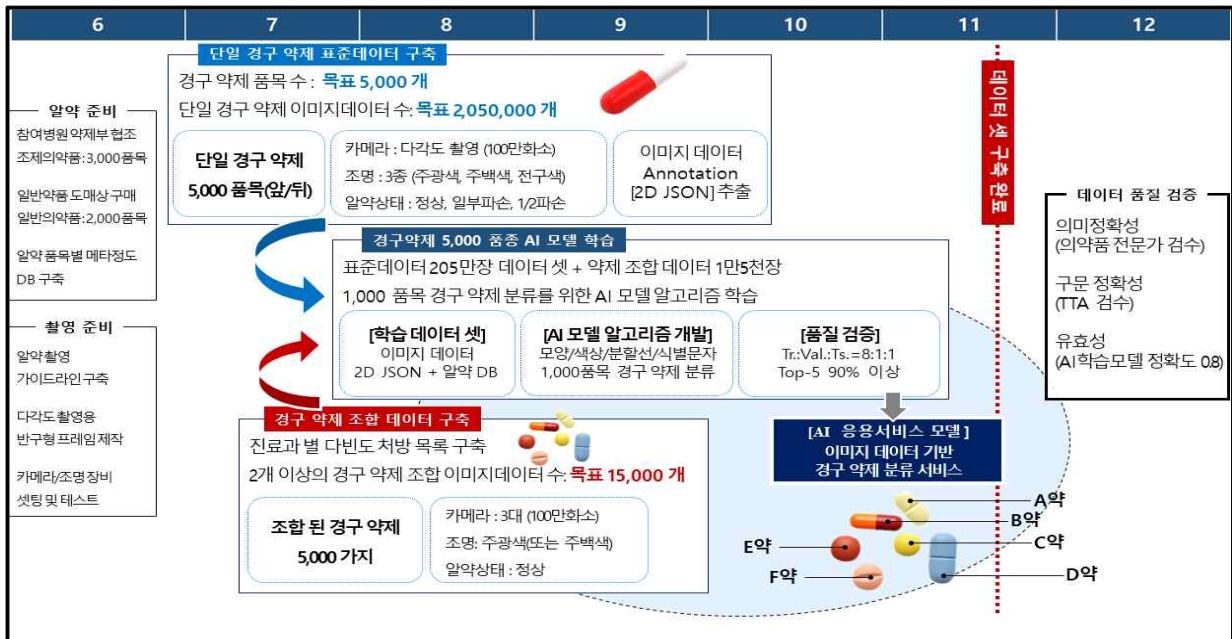 6 7 8 9 10 11 12
알약 준비
참여병원 약제부 협조
조제의약품:3,000품목
일반약품 도매상 구매
일반의약품:2,000품목
알약 품목별 메타정도
DB 구축
촬영 준비
알약 촬영
가이드라인 구축
다각도 촬영용
반구형 프레임 제작
카메라/조명 장비
셋팅 및 테스트
단일 경구 약제 표준데이터 구축
경구 약제 품목 수 : 목표 5,000 개
단일 경구 약제 이미지데이터 수: 목표 2,050,000 개
단일 경구 약제
5,000 품목(앞/뒤)
카메라 : 다각도 촬영 (100만화소)
조명 : 3종 (주광색, 주백색, 전구색)
알약상태 : 정상, 일부파손, 1/2파손
이미지 데이터
Annotation
[2D JSON] 추출
경구약제 5,000 품종 AI 모델 학습
표준데이터 205만장 데이터 셋 + 약제 조합 데이터 1만5천장
1,000 품목 경구 약제 분류를 위한 AI 모델 알고리즘 학습
[학습 데이터 셋]
이미지 데이터
2D JSON + 알약 DB
[AI 모델 알고리즘 개발]
모양/색상/분할선/식별문자
1,000품목 경구 약제 분류
[품질 검증]
Tr.:Val.:Ts.=8:1:1
Top-5 90% 이상
경구 약제 조합 데이터 구축
진료과 별 다빈도 처방 목록 구축
2개 이상의 경구 약제 조합 이미지데이터 수: 목표 15,000 개
조합 된 경구 약제
5,000 가지
카메라 : 3대 (100만화소)
조명: 주광색(또는 주백색)
알약상태 : 정상
[AI 응용서비스 모델]
이미지 데이터 기반
경구 약제 분류 서비스
A약
B약
C약
D약
E약
F약
데이터 셋 구축 완료
데이터 품질 검증
의미정확성
(의약품 전문가 검수)
구문 정확성
(TTA 검수)
유효성
(AI학습모델 정확도 0.8)